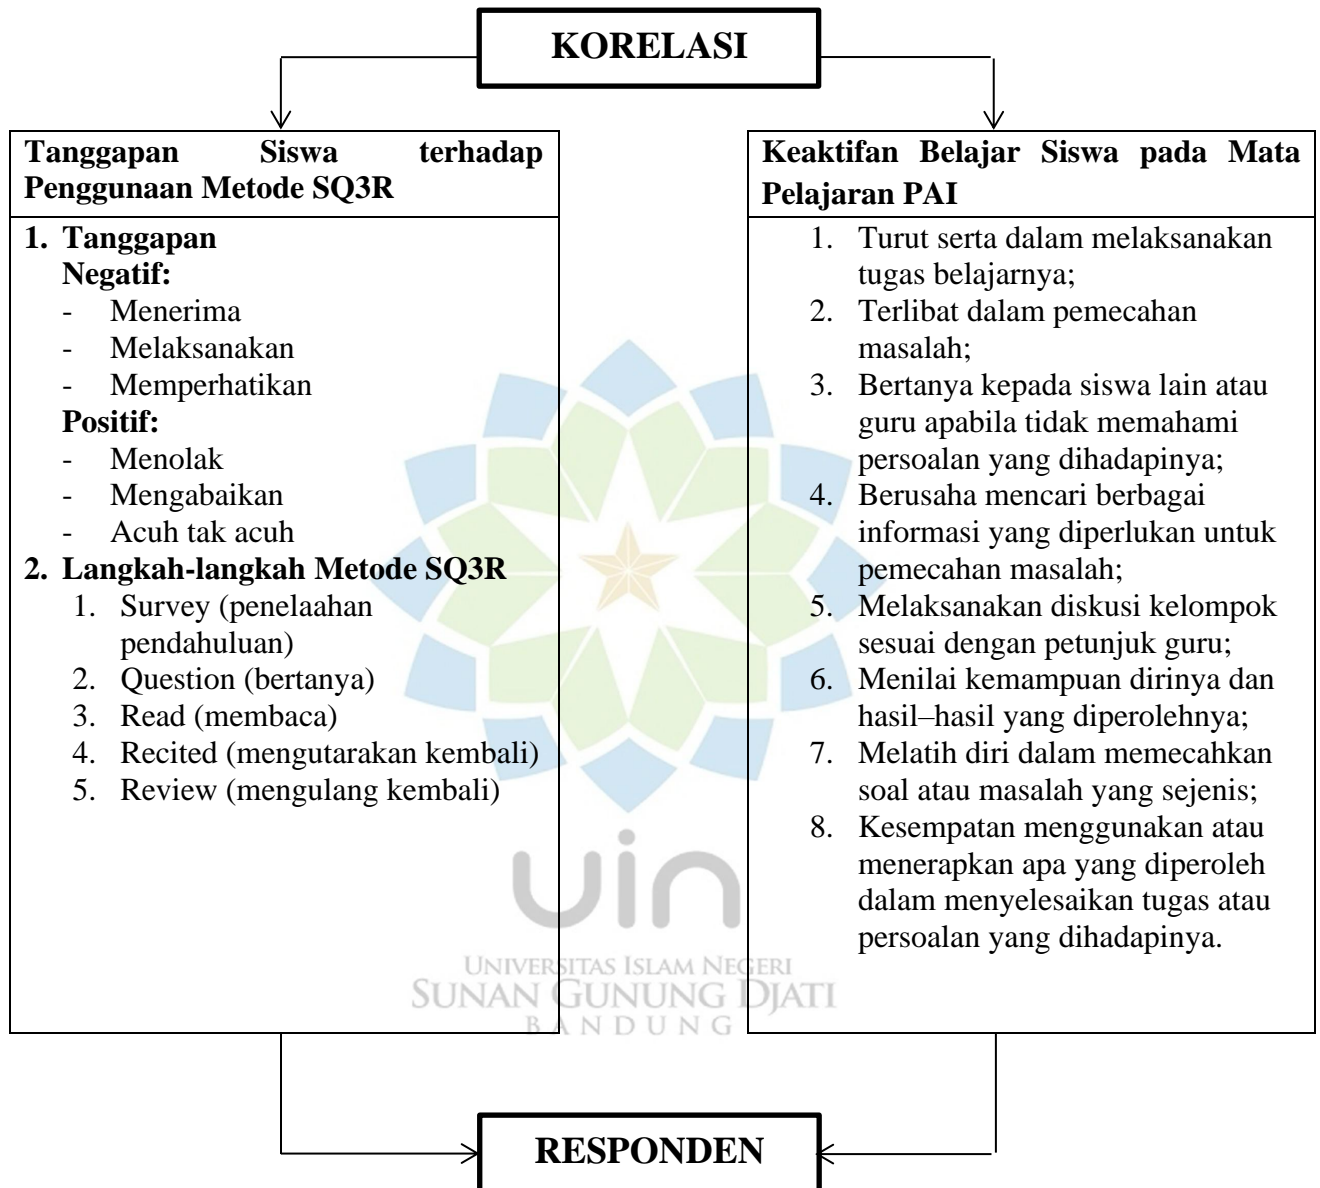 KORELASI
Tanggapan Siswa terhadap
Penggunaan Metode SQ3R
1. Tanggapan
Negatif:
- Menerima
- Melaksanakan
- Memperhatikan
Positif:
- Menolak
- Mengabaikan
- Acuh tak acuh
2. Langkah-langkah Metode SQ3R
1. Survey (penelaahan
pendahuluan)
2. Question (bertanya)
3. Read (membaca)
4. Recited (mengutarakan kembali)
5. Review (mengulang kembali)
Keaktifan Belajar Siswa pada Mata
Pelajaran PAI
1. Turut serta dalam melaksanakan
tugas belajarnya;
2. Terlibat dalam pemecahan
masalah;
3. Bertanya kepada siswa lain atau
guru apabila tidak memahami
persoalan yang dihadapinya;
4. Berusaha mencari berbagai
informasi yang diperlukan untuk
pemecahan masalah;
5. Melaksanakan diskusi kelompok
sesuai dengan petunjuk guru;
6. Menilai kemampuan dirinya dan
hasil–hasil yang diperolehnya;
7. Melatih diri dalam memecahkan
soal atau masalah yang sejenis;
8. Kesempatan menggunakan atau
menerapkan apa yang diperoleh
dalam menyelesaikan tugas atau
persoalan yang dihadapinya.
uin
UNIVERSITAS ISLAM NEGERI
SUNAN GUNUNG DJATI
BANDUNG
RESPONDEN